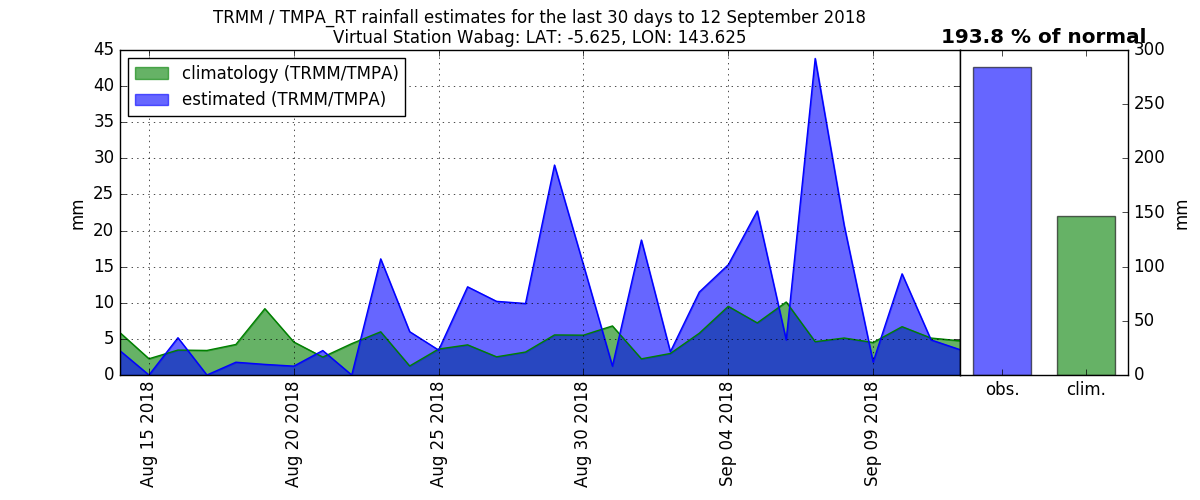 TRMM / TMPA_RT rainfall estimates for the last 30 days to 12 September 2018
Virtual Station Wabag: LAT: -5.625, LON: 143.625
193.8 % of normal
climatology (TRMM/TMPA)
estimated (TRMM/TMPA)
45
40
35
30
25
20
15
10
5
0
mm
Aug 15 2018
Aug 20 2018
Aug 25 2018
Aug 30 2018
Sep 04 2018
Sep 09 2018
300
250
200
150
100
50
0
mm
obs.
clim.